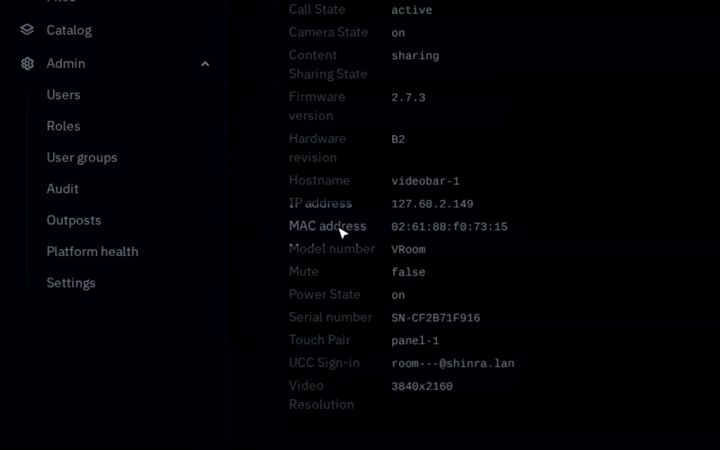 Call State active
Catalog
Camera State on
Content sharing
Sharing State
Admin
Users
Firmware 2.7.3
version
Roles
Hardware B2
revision
User groups
Hostname videobar-1
Audit
IP address 127.60.2.149
Outposts
MAC address 02:61:88:f0:73:15
Model number VRoom
Platform health
Mute false
Settings
Power State on
Serial number SN-CF2B71F916
Touch Pair panel-1
UCC Sign-in room---@shinra.lan
Video 3840x2160
Resolution